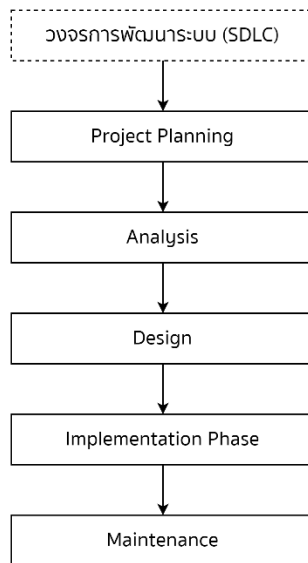 วงจรการพัฒนาระบบ (SDLC)
Project Planning
Analysis
Design
Implementation Phase
Maintenance